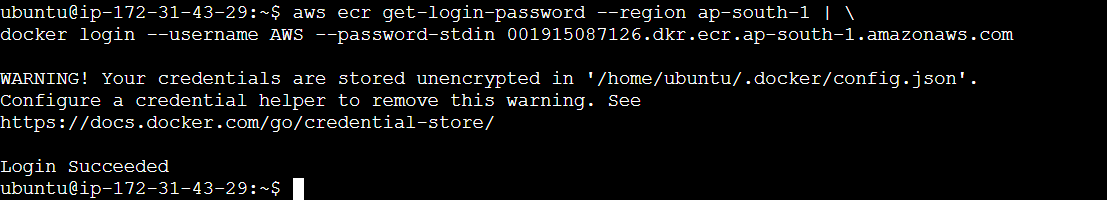 ubuntu@ip-172-31-43-29:~$ aws ecr get-login-password --region ap-south-1 | \
docker login --username AWS --password-stdin 001915087126.dkr.ecr.ap-south-1.amazonaws.com
WARNING! Your credentials are stored unencrypted in '/home/ubuntu/.docker/config.json'.
Configure a credential helper to remove this warning. See
https://docs.docker.com/go/credential-store/
Login Succeeded
ubuntu@ip-172-31-43-29:~$